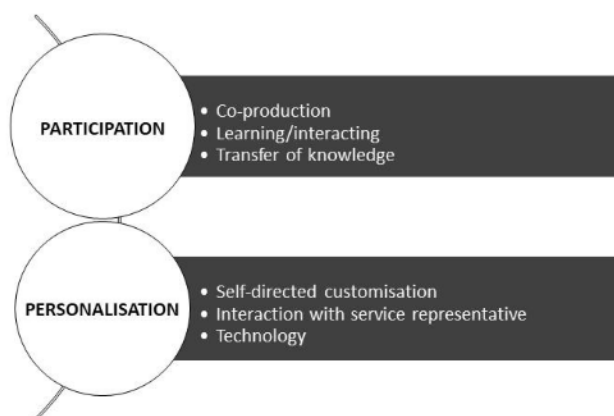 PARTICIPATION
• Co-production
• Learning/interacting
• Transfer of knowledge
PERSONALISATION
• Self-directed customisation
• Interaction with service representative
• Technology